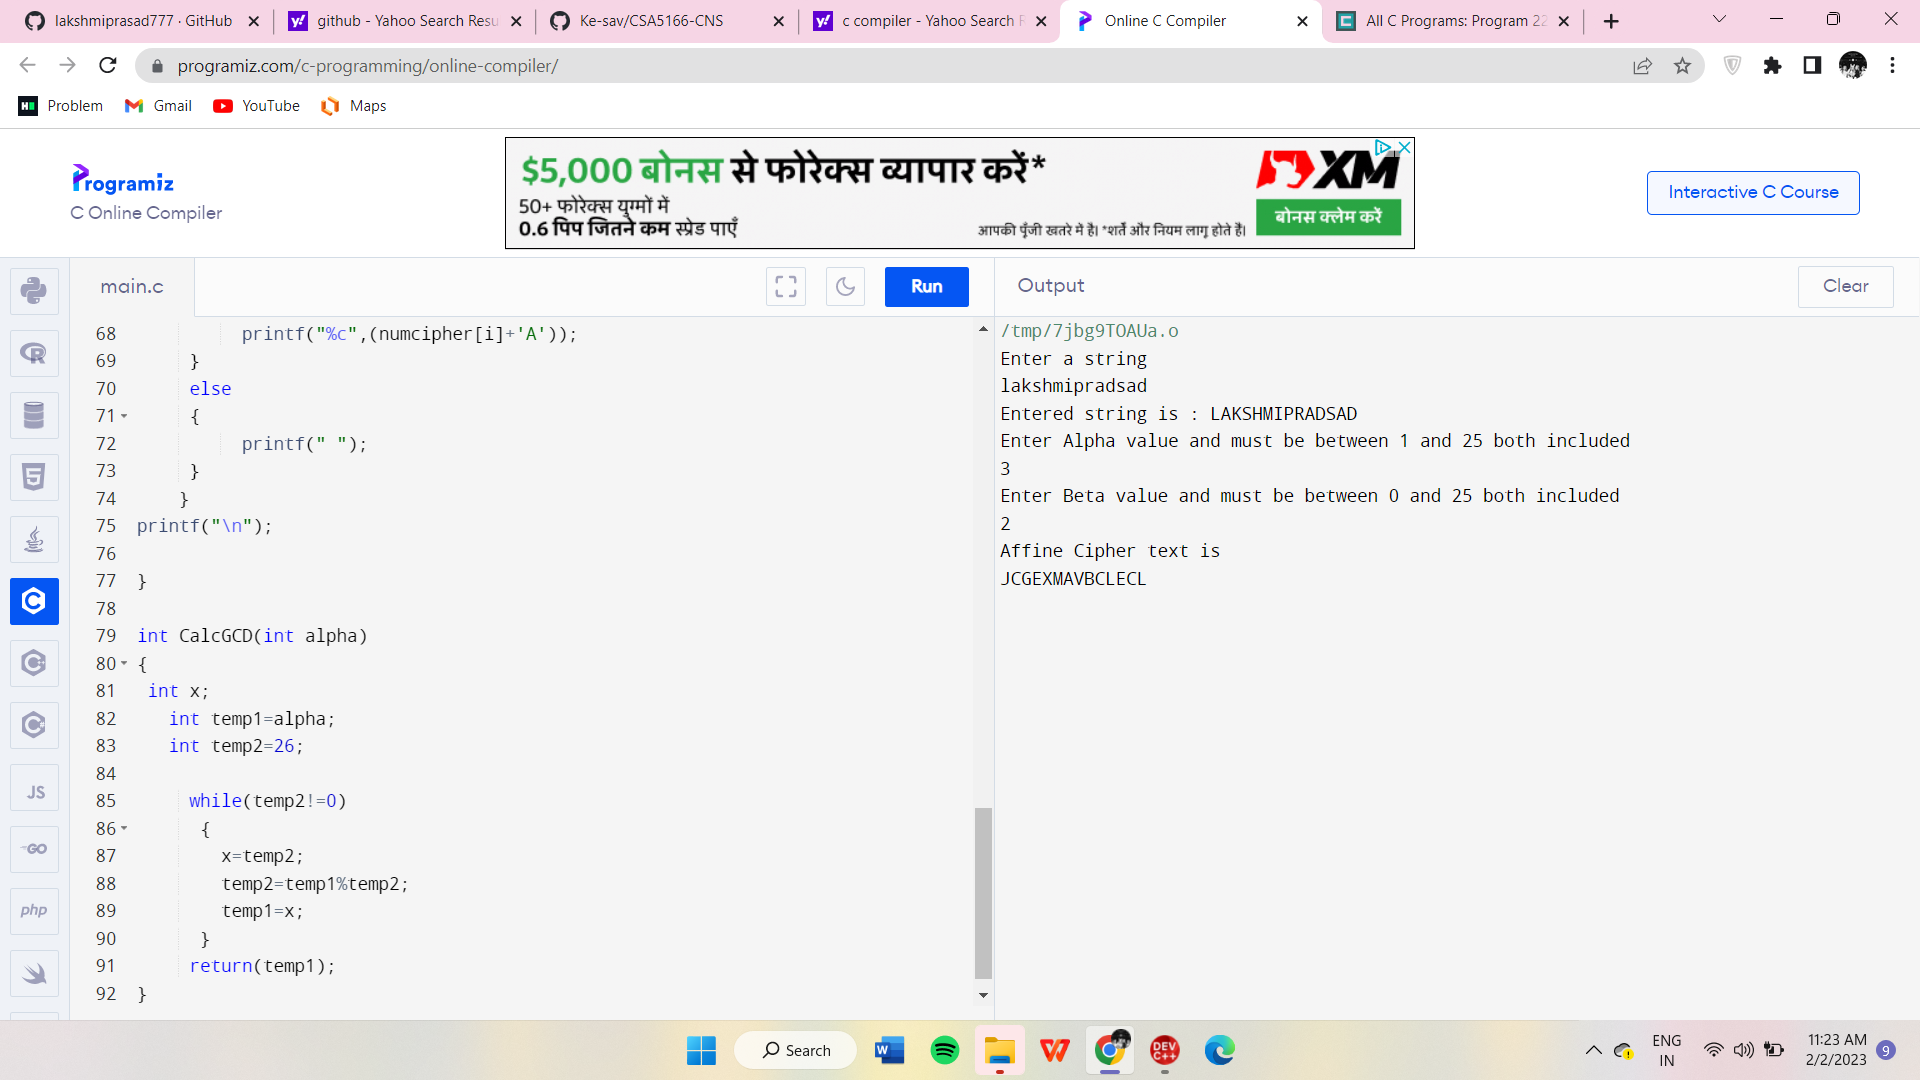 lakshmiprasad777 · GitHub
github - Yahoo Search Resu
Ke-sav/CSA5166-CNS
c compiler - Yahoo Search R
Online C Compiler
All C Programs: Program 22
programiz.com/c-programming/online-compiler/
Problem
Gmail
YouTube
Maps
Programiz
C Online Compiler
$5,000 बोनस से फोरेक्स व्यापार करें*
50+ फोरेक्स युग्मों में
0.6 पिप जितने कम स्प्रेड पाएँ
आपकी पूँजी खतरे में है। *शर्तें और नियम लागू होते हैं।
XM
बोनस क्लेम करें
Interactive C Course
main.c
Run
Output
Clear
68 printf("%c",(numcipher[i]+'A'));
69 }
70 else
71 {
72 printf(" ");
73 }
74 }
75 printf("\n");
76
77 }
78
79 int CalcGCD(int alpha)
80 {
81 int x;
82 int temp1=alpha;
83 int temp2=26;
84
85 while(temp2!=0)
86 {
87 x=temp2;
88 temp2=temp1%temp2;
89 temp1=x;
90 }
91 return(temp1);
92 }
/tmp/7jbg9TOAUa.o
Enter a string
lakshmipradsad
Entered string is : LAKSHMIPRADSAD
Enter Alpha value and must be between 1 and 25 both included
3
Enter Beta value and must be between 0 and 25 both included
2
Affine Cipher text is
JCGEXMAVBCLECL
R
JS
GO
php
Search
DEV
C++
ENG
IN
11:23 AM
2/2/2023
9